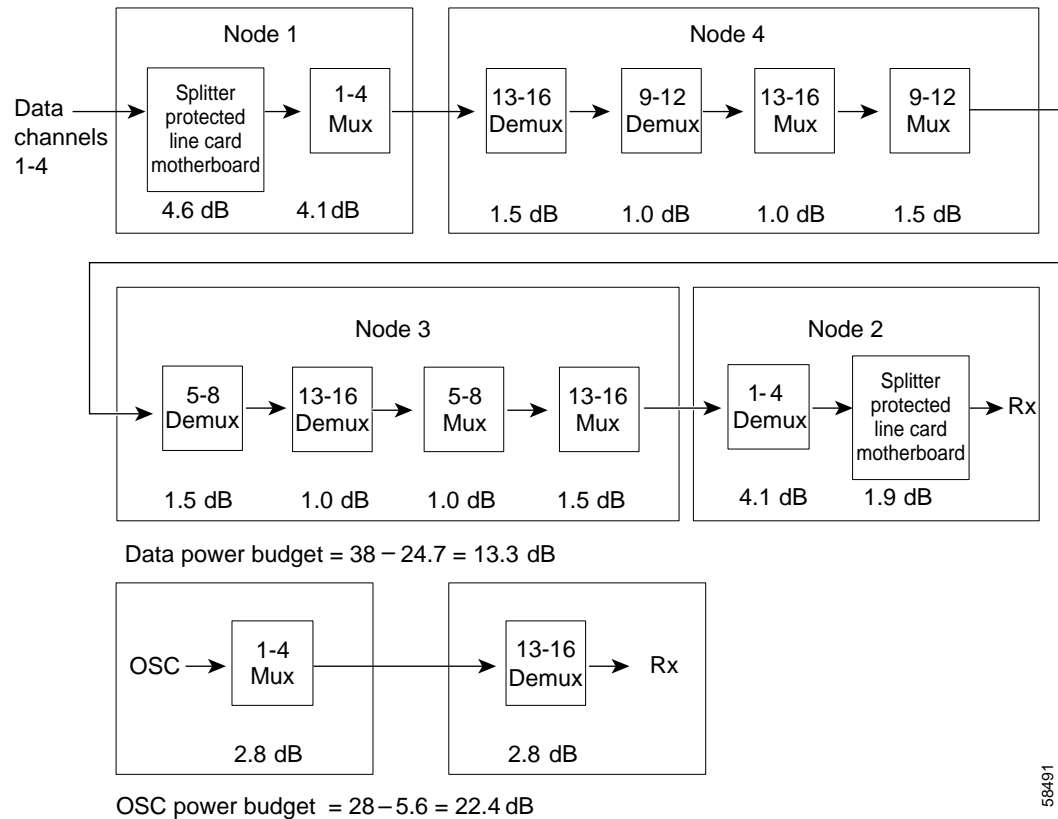 Node 1
Node 4
Data
channels
1-4
Splitter
protected
line card
motherboard
1-4
Mux
13-16
Demux
9-12
Demux
13-16
Mux
9-12
Mux
4.6 dB
4.1 dB
1.5 dB
1.0 dB
1.0 dB
1.5 dB
Node 3
Node 2
5-8
Demux
13-16
Demux
5-8
Mux
13-16
Mux
1-4
Demux
Splitter
protected
line card
motherboard
Rx
1.5 dB
1.0 dB
1.0 dB
1.5 dB
4.1 dB
1.9 dB
Data power budget = 38 – 24.7 = 13.3 dB
OSC
1-4
Mux
13-16
Demux
Rx
2.8 dB
2.8 dB
OSC power budget = 28 – 5.6 = 22.4 dB
58491